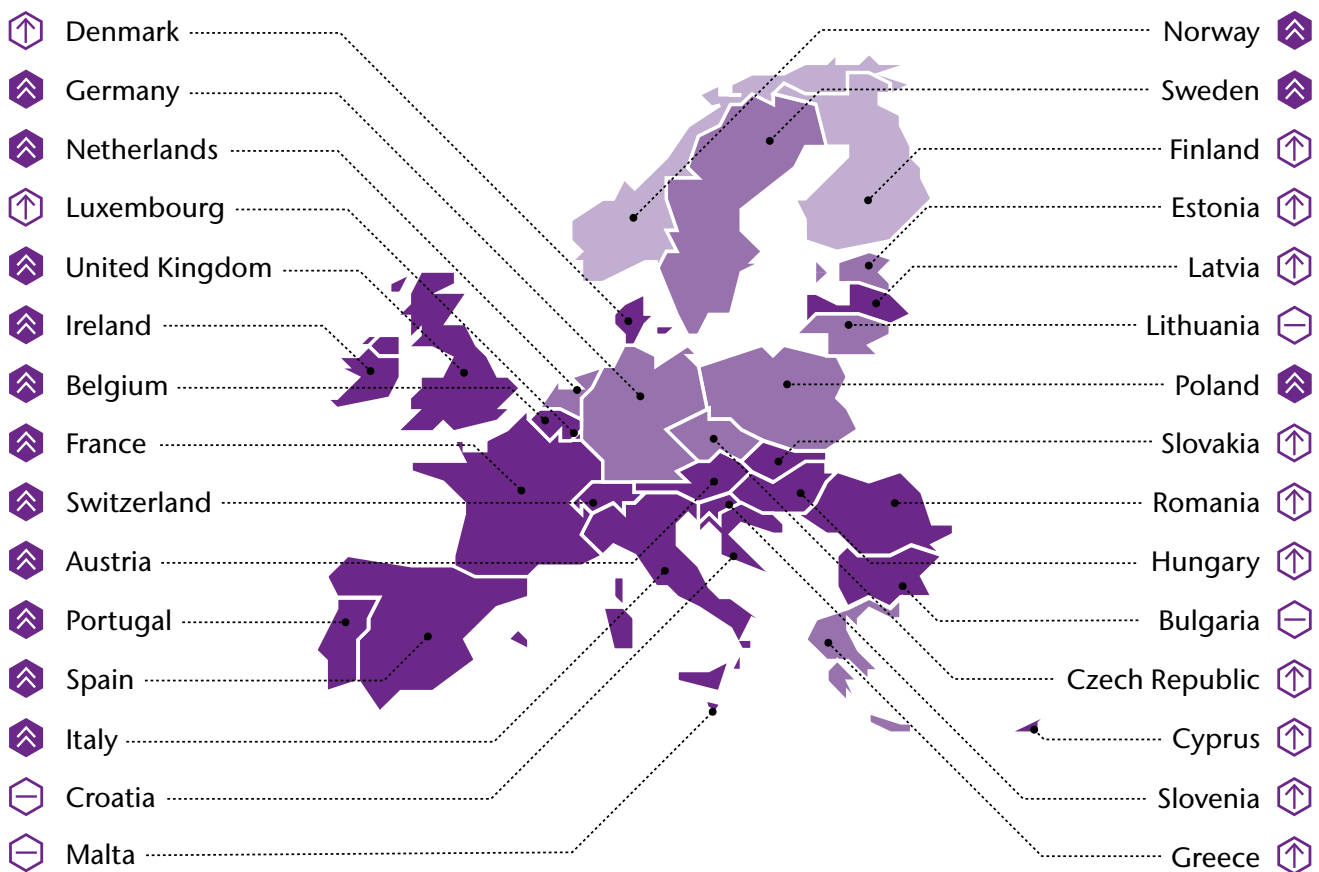 Denmark
Germany
Netherlands
Luxembourg
United Kingdom
Ireland
Belgium
France
Switzerland
Austria
Portugal
Spain
Italy
Croatia
Malta
Norway
Sweden
Finland
Estonia
Latvia
Lithuania
Poland
Slovakia
Romania
Hungary
Bulgaria
Czech Republic
Cyprus
Slovenia
Greece